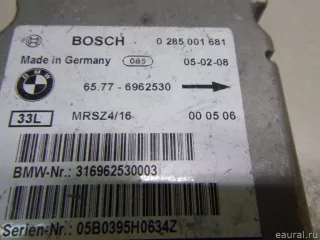 BOSCH 0 285 001 681
Made in Germany 085 05-02-08
BMW
65.77 - 6962530
33L MRSZ4/16 00 05 06
BMW-Nr.: 316962530003
Serien-Nr.: 05B0395H0634Z
© eaural.ru